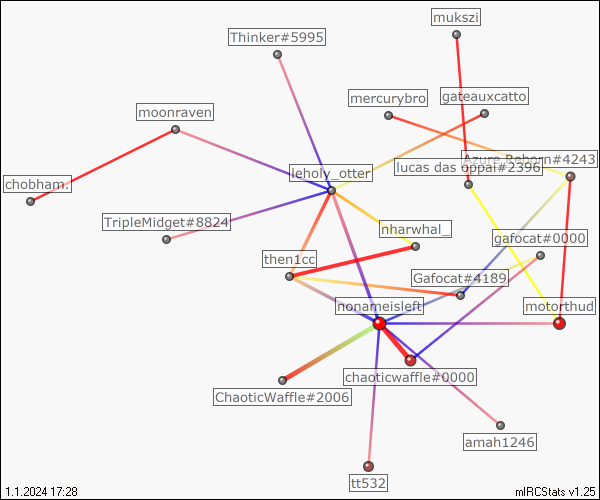 mukszi
Thinker#5995
mercurybro
gateauxcatto
moonraven
Azure Reborn#4243
lucas das oppai#2396
leholy_otter
chobham.
TripleMidget#8824
nharwhal_
gafocat#0000
then1cc
Gafocat#4189
nonameisleft
motorthud
chaoticwaffle#0000
ChaoticWaffle#2006
amah1246
tt532
1.1.2024 17:28
mIRCStats v1.25